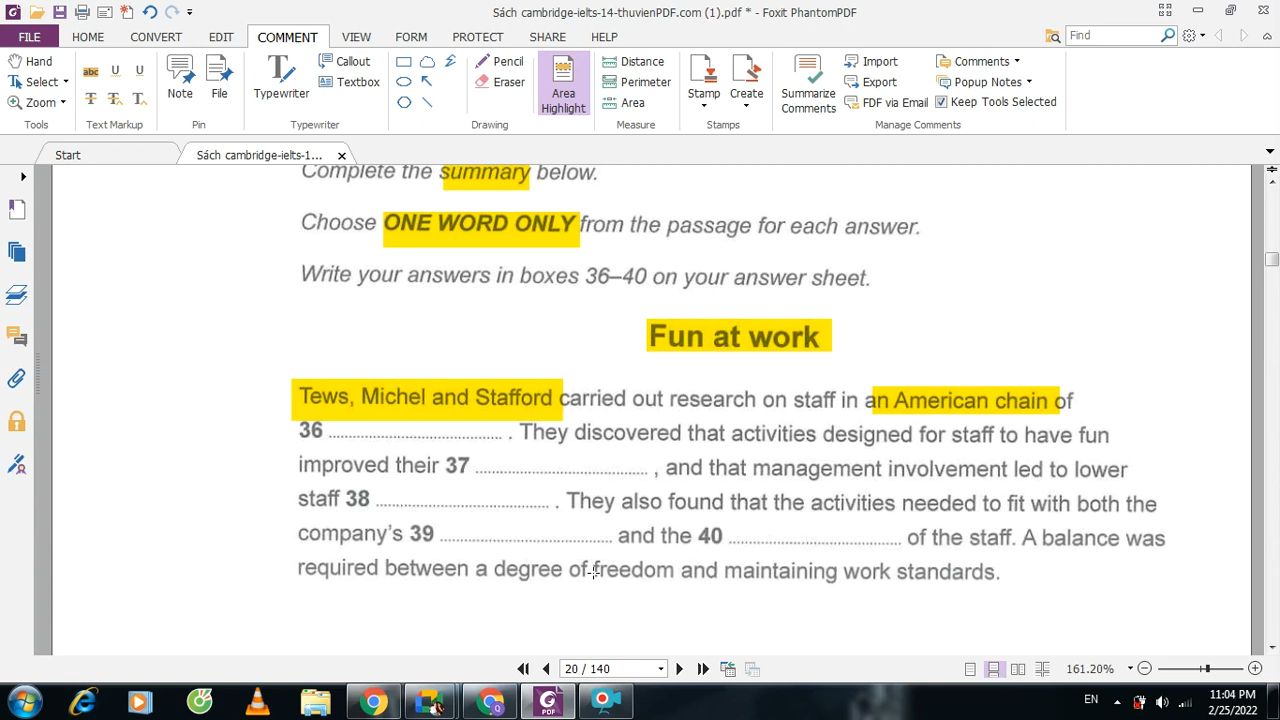 Sách cambridge-ielts-14-thuvienPDF.com (1).pdf * - Foxit PhantomPDF
FILE HOME CONVERT EDIT COMMENT VIEW FORM PROTECT SHARE HELP Find
Hand Select Zoom Tools
abc U U T T T Text Markup
Note File Pin
Typewriter Callout Textbox Typewriter
Pencil Eraser Drawing
Area Highlight
Distance Perimeter Area Measure
Stamp Create Stamps
Summarize Comments Import Export FDF via Email Comments Popup Notes Keep Tools Selected Manage Comments
Start Sách cambridge-ielts-1...
Complete the summary below.
Choose ONE WORD ONLY from the passage for each answer.
Write your answers in boxes 36–40 on your answer sheet.
Fun at work
Tews, Michel and Stafford carried out research on staff in an American chain of
36 .............................. . They discovered that activities designed for staff to have fun
improved their 37 .............................. , and that management involvement led to lower
staff 38 .............................. . They also found that the activities needed to fit with both the
company's 39 .............................. and the 40 .............................. of the staff. A balance was
required between a degree of freedom and maintaining work standards.
20 / 140 161.20%
PDF EN 11:04 PM
2/25/2022